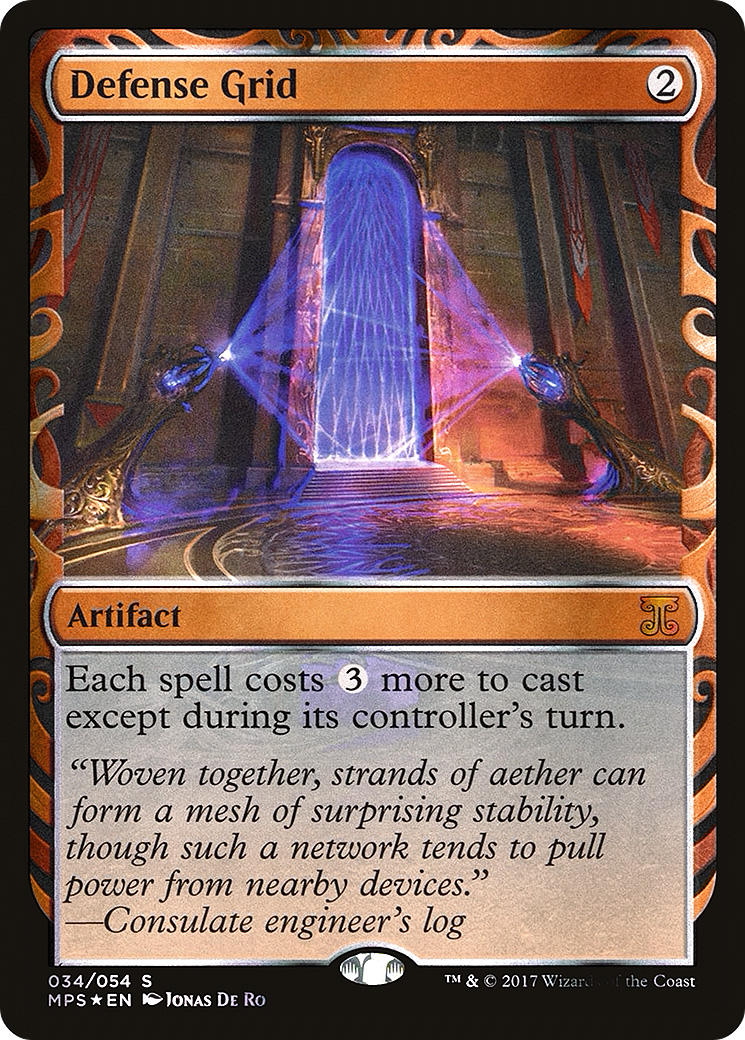 Defense Grid 2
Artifact
Each spell costs 3 more to cast
except during its controller's turn.
“Woven together, strands of aether can
form a mesh of surprising stability,
though such a network tends to pull
power from nearby devices.”
—Consulate engineer's log
034/054 S
MPS★EN Jonas De Ro
™ & © 2017 Wizards of the Coast